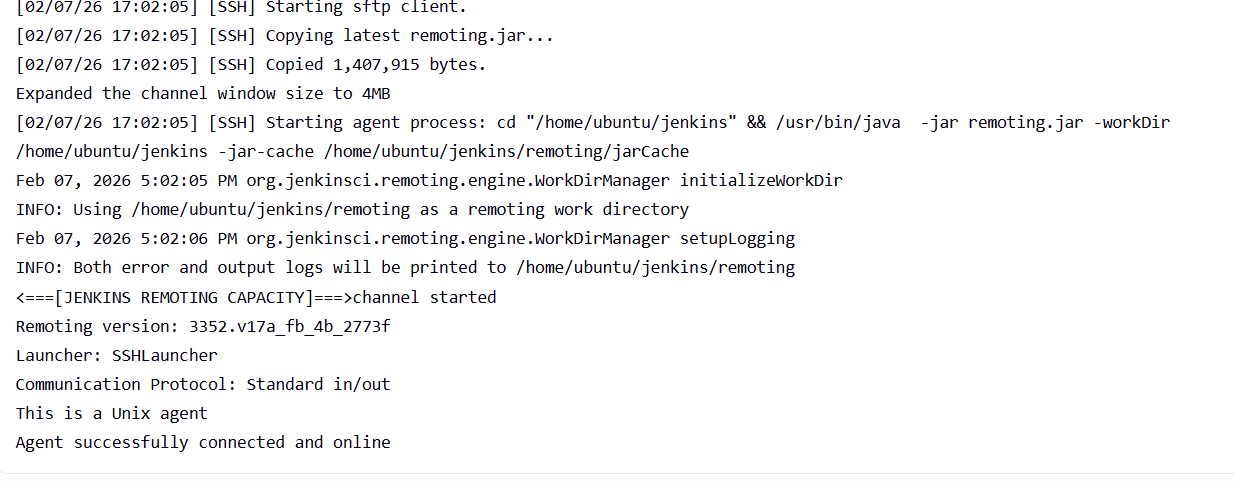 [02/07/26 17:02:05] [SSH] Starting sftp client.
[02/07/26 17:02:05] [SSH] Copying latest remoting.jar...
[02/07/26 17:02:05] [SSH] Copied 1,407,915 bytes.
Expanded the channel window size to 4MB
[02/07/26 17:02:05] [SSH] Starting agent process: cd "/home/ubuntu/jenkins" && /usr/bin/java  -jar remoting.jar -workDir
/home/ubuntu/jenkins -jar-cache /home/ubuntu/jenkins/remoting/jarCache
Feb 07, 2026 5:02:05 PM org.jenkinsci.remoting.engine.WorkDirManager initializeWorkDir
INFO: Using /home/ubuntu/jenkins/remoting as a remoting work directory
Feb 07, 2026 5:02:06 PM org.jenkinsci.remoting.engine.WorkDirManager setupLogging
INFO: Both error and output logs will be printed to /home/ubuntu/jenkins/remoting
<===[JENKINS REMOTING CAPACITY]===>channel started
Remoting version: 3352.v17a_fb_4b_2773f
Launcher: SSHLauncher
Communication Protocol: Standard in/out
This is a Unix agent
Agent successfully connected and online